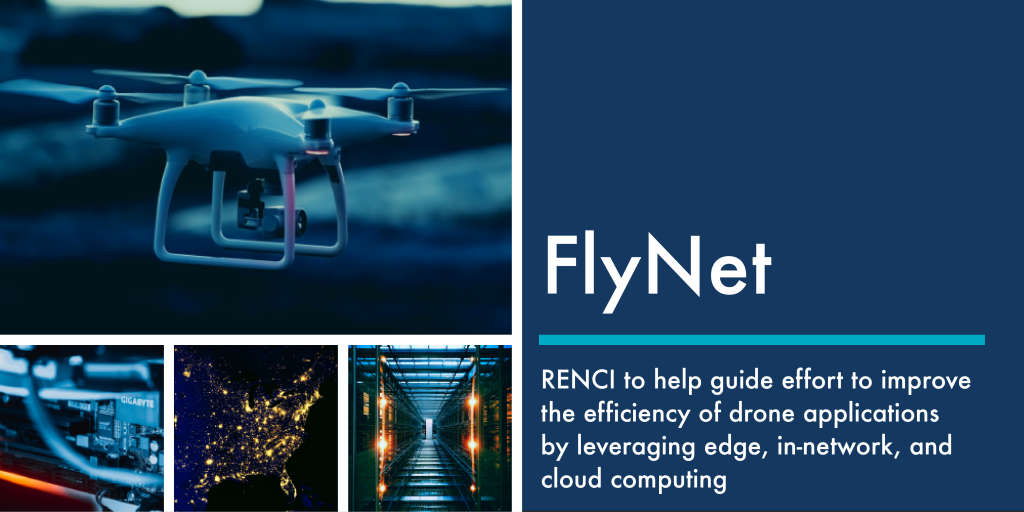 FlyNet
RENCI to help guide effort to improve
the efficiency of drone applications
by leveraging edge, in-network, and
cloud computing
GIGABYTE